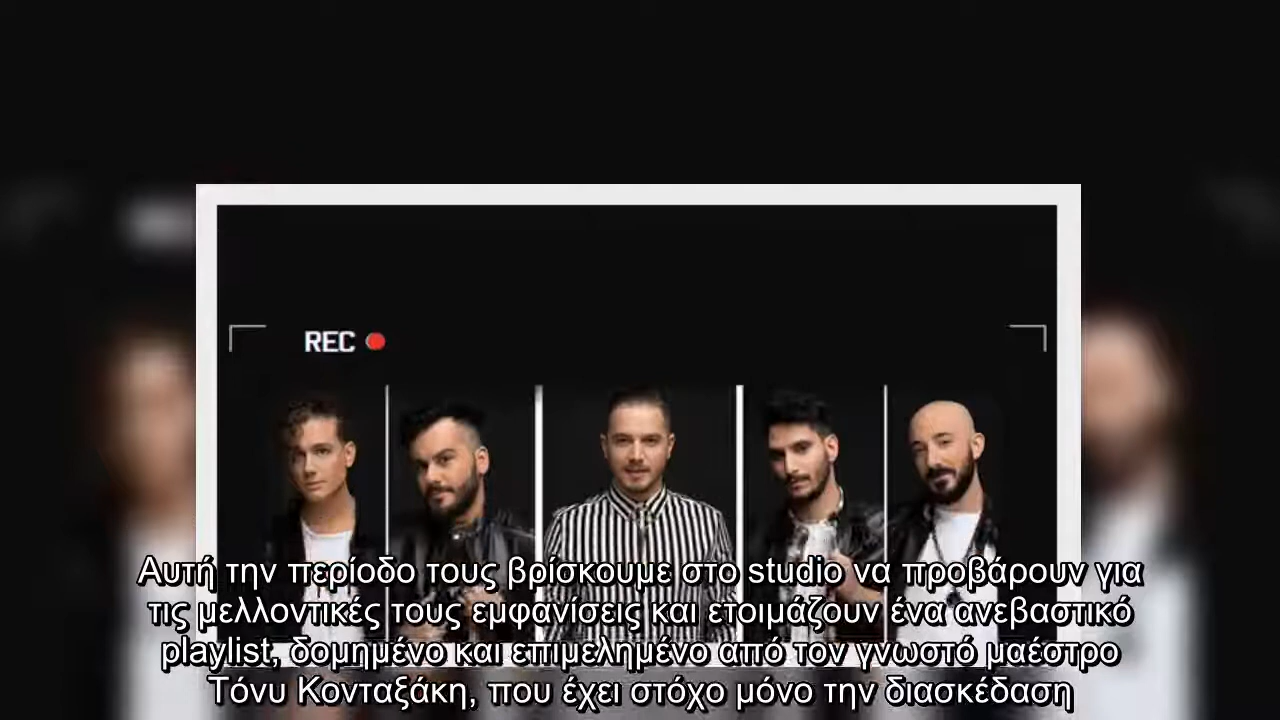 REC
Αυτή την περίοδο τους βρίσκουμε στο studio να προβάρουν για
τις μελλοντικές τους εμφανίσεις και ετοιμάζουν ένα ανεβαστικό
playlist, δομημένο και επιμελημένο από τον γνωστό μαέστρο
Τόνυ Κονταξάκη, που έχει στόχο μόνο την διασκέδαση